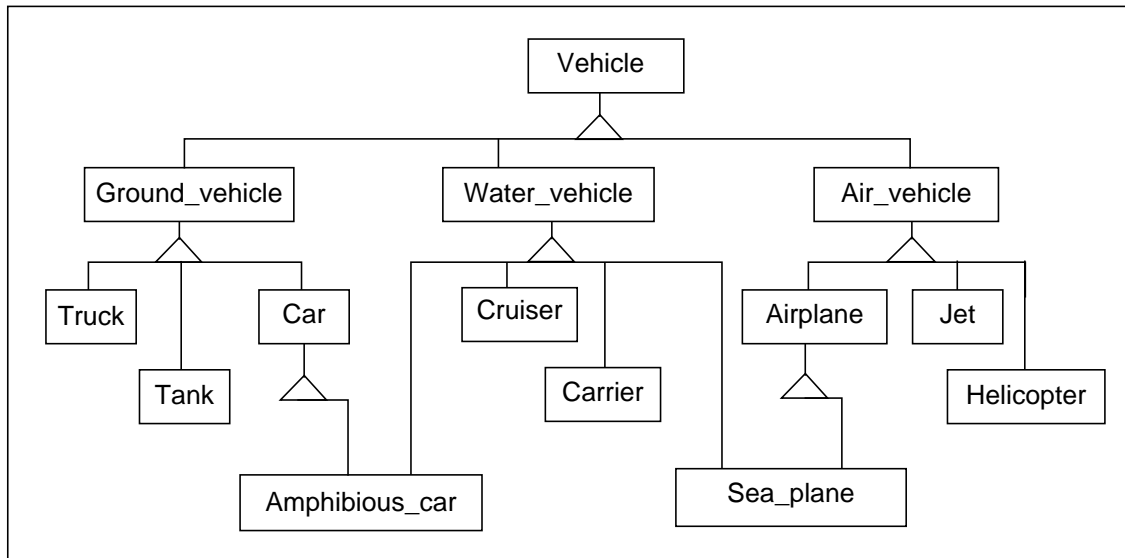 Vehicle
Ground_vehicle
Water_vehicle
Air_vehicle
Truck
Car
Cruiser
Airplane
Jet
Tank
Carrier
Helicopter
Amphibious_car
Sea_plane